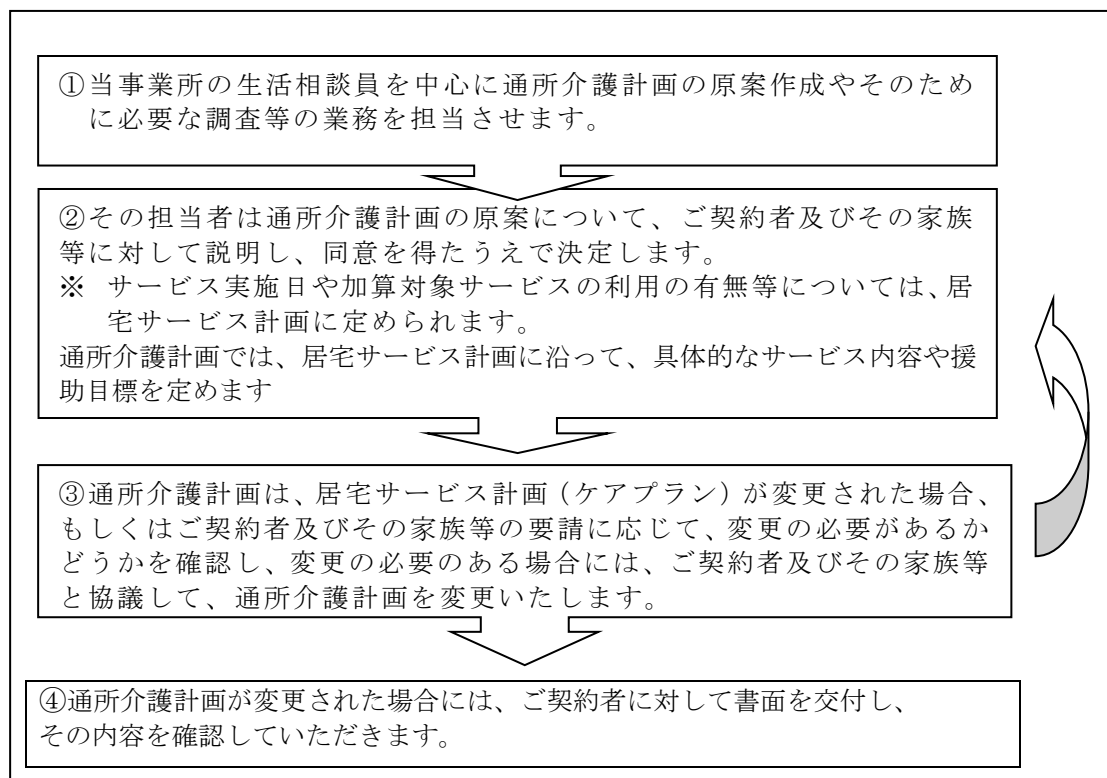 ①当事業所の生活相談員を中心に通所介護計画の原案作成やそのため
に必要な調査等の業務を担当させます。
②その担当者は通所介護計画の原案について、ご契約者及びその家族
等に対して説明し、同意を得たうえで決定します。
※ サービス実施日や加算対象サービスの利用の有無等については、居
宅サービス計画に定められます。
通所介護計画では、居宅サービス計画に沿って、具体的なサービス内容や援
助目標を定めます
③通所介護計画は、居宅サービス計画（ケアプラン）が変更された場合、
もしくはご契約者及びその家族等の要請に応じて、変更の必要があるか
どうかを確認し、変更の必要のある場合には、ご契約者及びその家族等
と協議して、通所介護計画を変更いたします。
④通所介護計画が変更された場合には、ご契約者に対して書面を交付し、
その内容を確認していただきます。